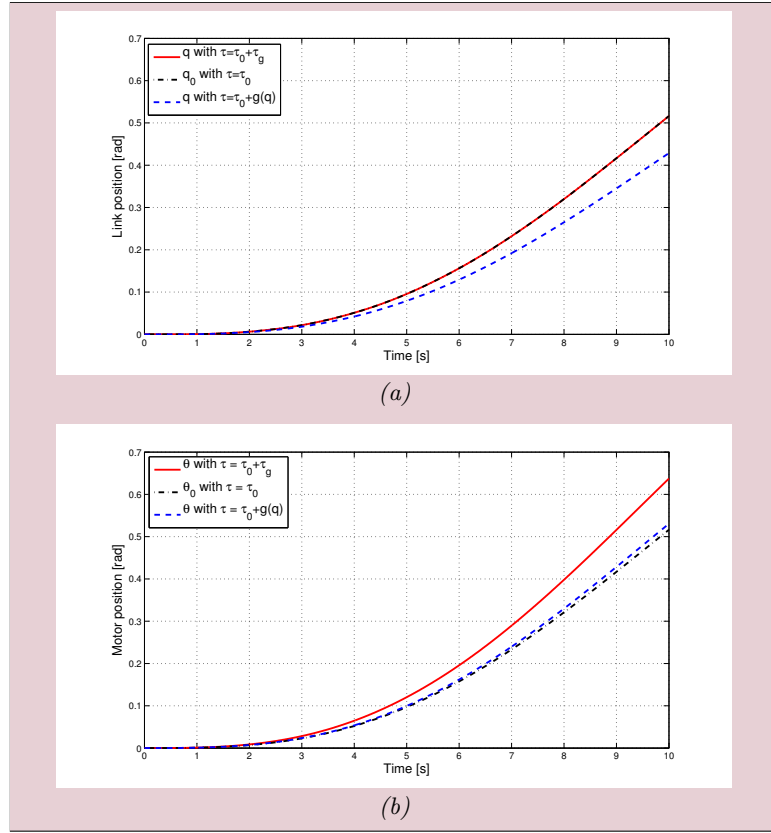 0.7
q with τ=τ0+τg
q0 with τ=τ0
q with τ=τ0+g(q)
0.6
0.5
0.4
0.3
0.2
0.1
0
Link position [rad]
0 1 2 3 4 5 6 7 8 9 10
Time [s]
(a)
0.7
θ with τ = τ0+τg
θ0 with τ = τ0
θ with τ = τ0+g(q)
0.6
0.5
0.4
0.3
0.2
0.1
0
Motor position [rad]
0 1 2 3 4 5 6 7 8 9 10
Time [s]
(b)